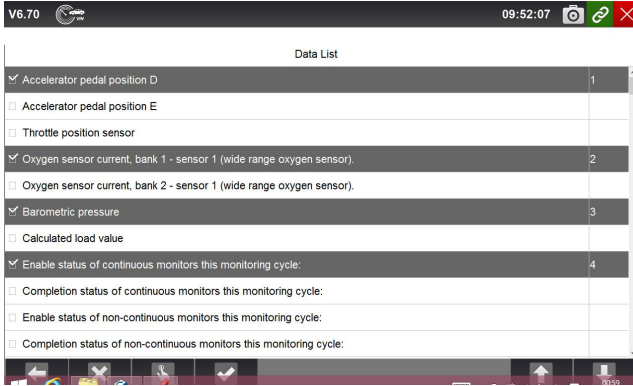 V6.70 VIN 09:52:07
Data List
Accelerator pedal position D 1
Accelerator pedal position E
Throttle position sensor
Oxygen sensor current, bank 1 - sensor 1 (wide range oxygen sensor). 2
Oxygen sensor current, bank 2 - sensor 1 (wide range oxygen sensor).
Barometric pressure 3
Calculated load value
Enable status of continuous monitors this monitoring cycle: 4
Completion status of continuous monitors this monitoring cycle:
Enable status of non-continuous monitors this monitoring cycle:
Completion status of non-continuous monitors this monitoring cycle:
00:59